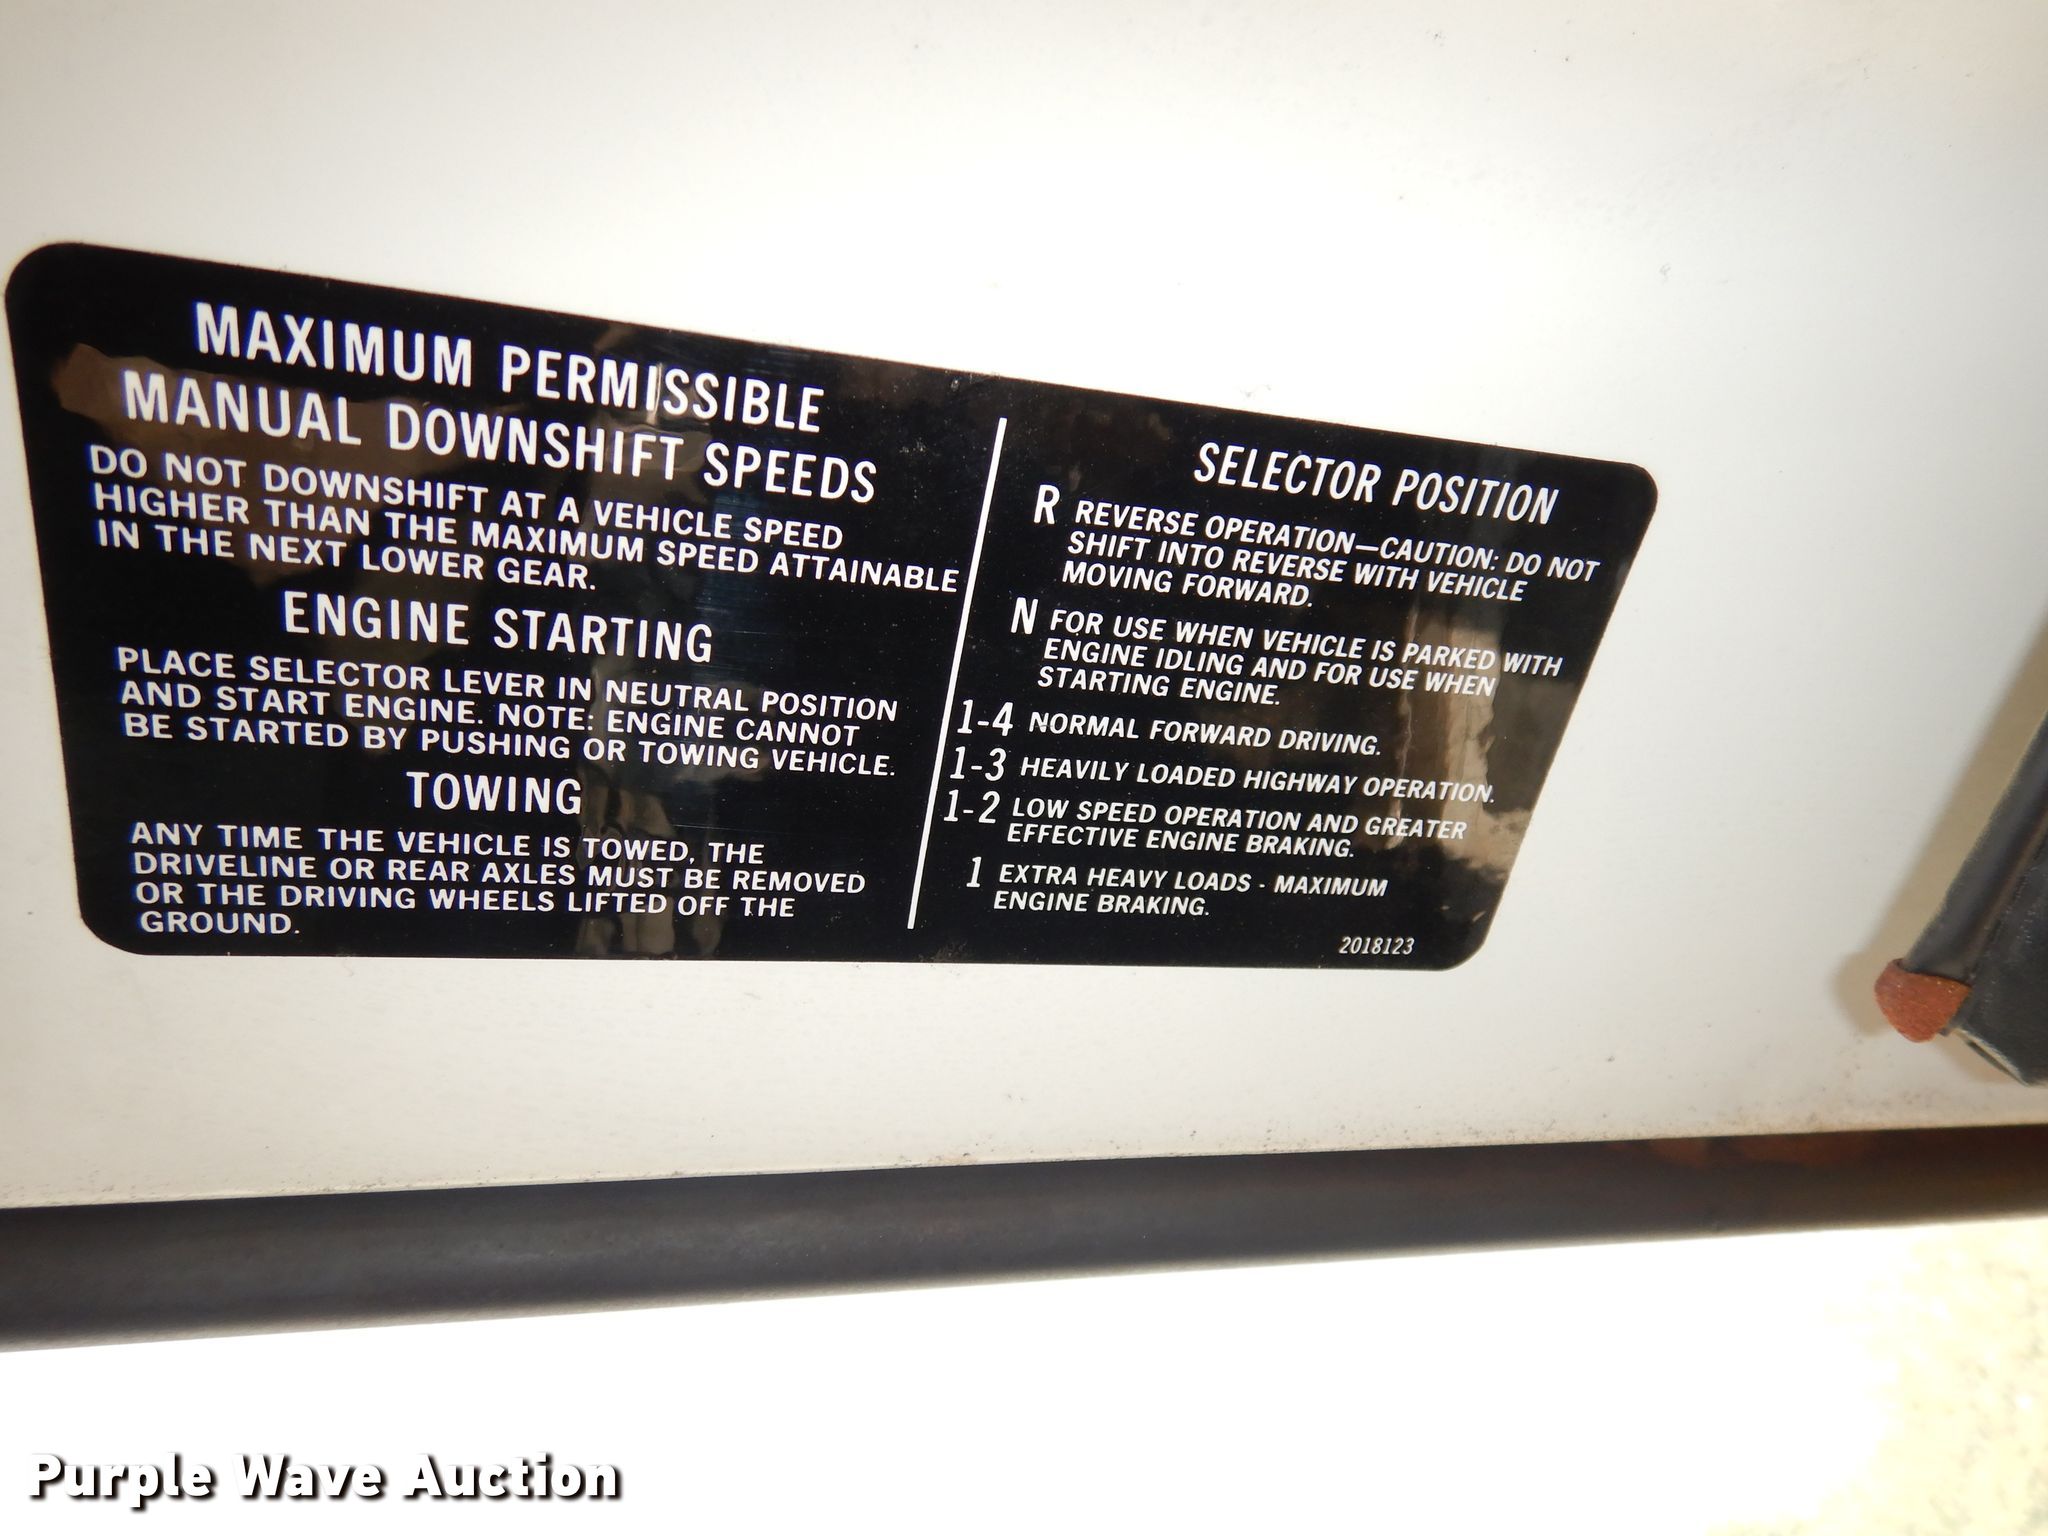 MAXIMUM PERMISSIBLE
MANUAL DOWNSHIFT SPEEDS
DO NOT DOWNSHIFT AT A VEHICLE SPEED
HIGHER THAN THE MAXIMUM SPEED ATTAINABLE
IN THE NEXT LOWER GEAR.
ENGINE STARTING
PLACE SELECTOR LEVER IN NEUTRAL POSITION
AND START ENGINE. NOTE: ENGINE CANNOT
BE STARTED BY PUSHING OR TOWING VEHICLE.
TOWING
ANY TIME THE VEHICLE IS TOWED, THE
DRIVELINE OR REAR AXLES MUST BE REMOVED
OR THE DRIVING WHEELS LIFTED OFF THE
GROUND.
SELECTOR POSITION
R REVERSE OPERATION—CAUTION: DO NOT
SHIFT INTO REVERSE WITH VEHICLE
MOVING FORWARD.
N FOR USE WHEN VEHICLE IS PARKED WITH
ENGINE IDLING AND FOR USE WHEN
STARTING ENGINE.
1-4 NORMAL FORWARD DRIVING.
1-3 HEAVILY LOADED HIGHWAY OPERATION.
1-2 LOW SPEED OPERATION AND GREATER
EFFECTIVE ENGINE BRAKING.
1 EXTRA HEAVY LOADS - MAXIMUM
ENGINE BRAKING.
2018123
Purple Wave Auction